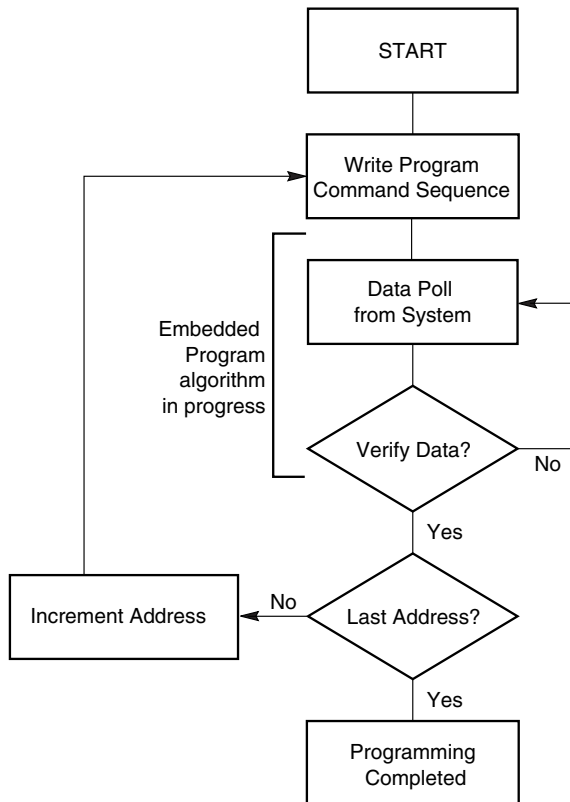 START
Write Program
Command Sequence
Data Poll
from System
Embedded
Program
algorithm
in progress
Verify Data?
No
Yes
Increment Address
No
Last Address?
Yes
Programming
Completed